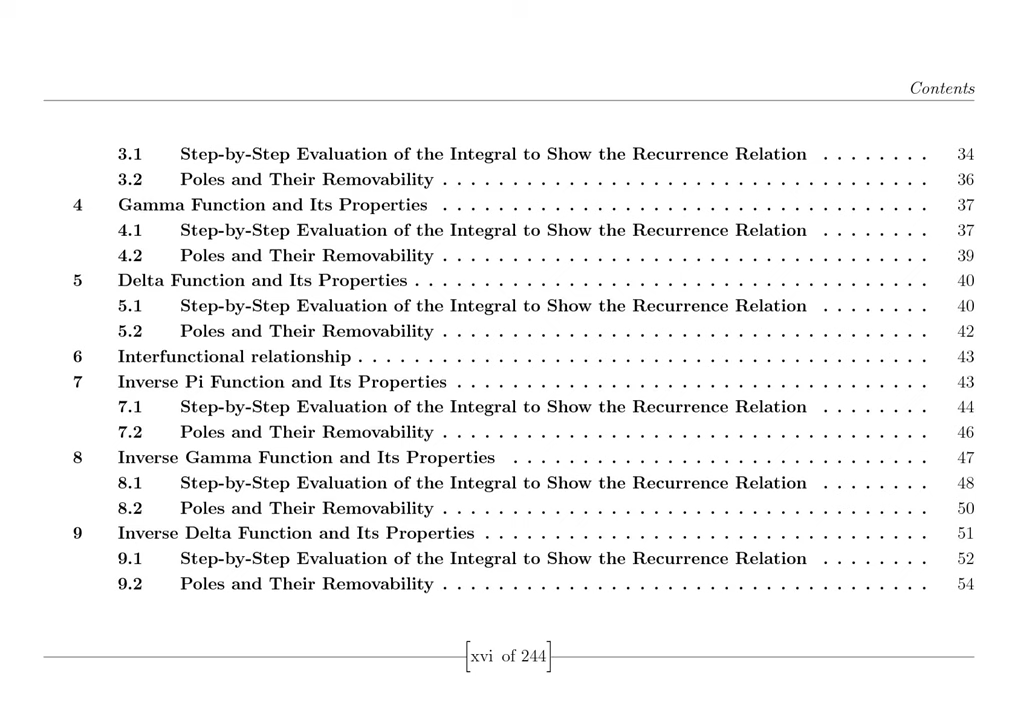 Contents
3.1 Step-by-Step Evaluation of the Integral to Show the Recurrence Relation . . . . . . . . 34
3.2 Poles and Their Removability . . . . . . . . . . . . . . . . . . . . . . . . . . . . . . . . . . . 36
4 Gamma Function and Its Properties . . . . . . . . . . . . . . . . . . . . . . . . . . . . . . . . . . . 37
4.1 Step-by-Step Evaluation of the Integral to Show the Recurrence Relation . . . . . . . . 37
4.2 Poles and Their Removability . . . . . . . . . . . . . . . . . . . . . . . . . . . . . . . . . . . 39
5 Delta Function and Its Properties . . . . . . . . . . . . . . . . . . . . . . . . . . . . . . . . . . . . . 40
5.1 Step-by-Step Evaluation of the Integral to Show the Recurrence Relation . . . . . . . . 40
5.2 Poles and Their Removability . . . . . . . . . . . . . . . . . . . . . . . . . . . . . . . . . . . 42
6 Interfunctional relationship . . . . . . . . . . . . . . . . . . . . . . . . . . . . . . . . . . . . . . . . . 43
7 Inverse Pi Function and Its Properties . . . . . . . . . . . . . . . . . . . . . . . . . . . . . . . . . . 43
7.1 Step-by-Step Evaluation of the Integral to Show the Recurrence Relation . . . . . . . . 44
7.2 Poles and Their Removability . . . . . . . . . . . . . . . . . . . . . . . . . . . . . . . . . . . 46
8 Inverse Gamma Function and Its Properties . . . . . . . . . . . . . . . . . . . . . . . . . . . . . . 47
8.1 Step-by-Step Evaluation of the Integral to Show the Recurrence Relation . . . . . . . . 48
8.2 Poles and Their Removability . . . . . . . . . . . . . . . . . . . . . . . . . . . . . . . . . . . 50
9 Inverse Delta Function and Its Properties . . . . . . . . . . . . . . . . . . . . . . . . . . . . . . . . 51
9.1 Step-by-Step Evaluation of the Integral to Show the Recurrence Relation . . . . . . . . 52
9.2 Poles and Their Removability . . . . . . . . . . . . . . . . . . . . . . . . . . . . . . . . . . . 54
[xvi of 244]